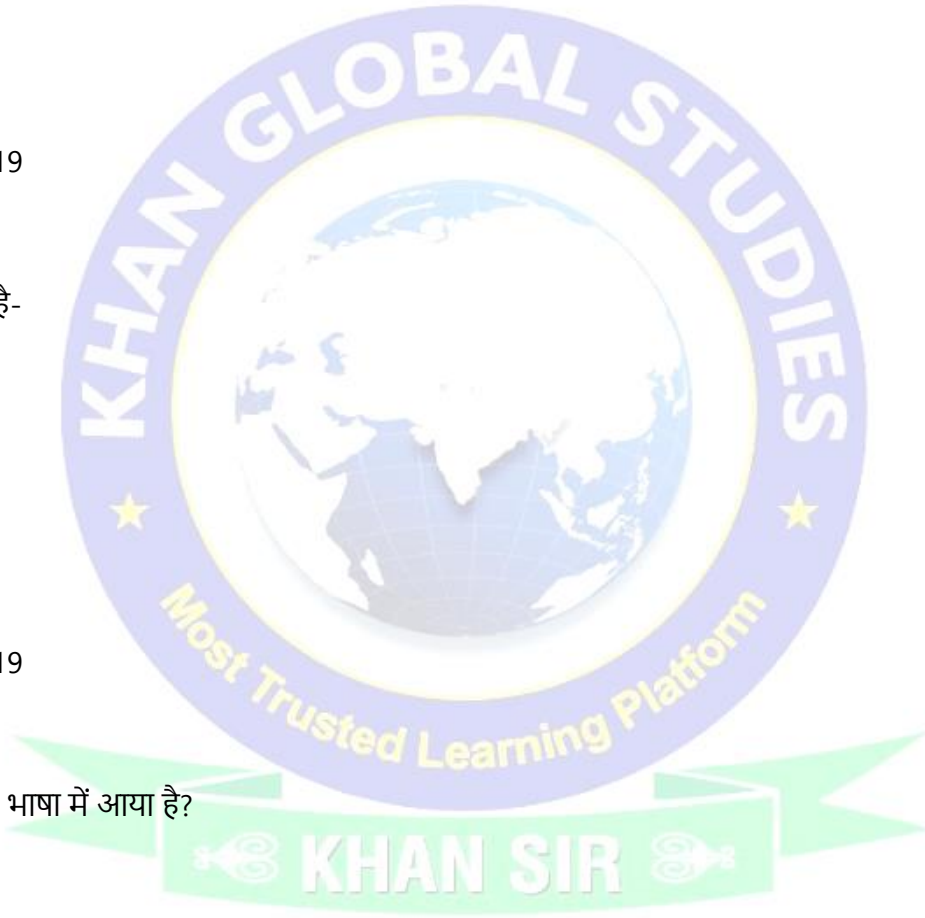 KHAN GLOBAL STUDIES
19
है-
Most Trusted Learning Platform
19
भाषा में आया है?
KHAN SIR